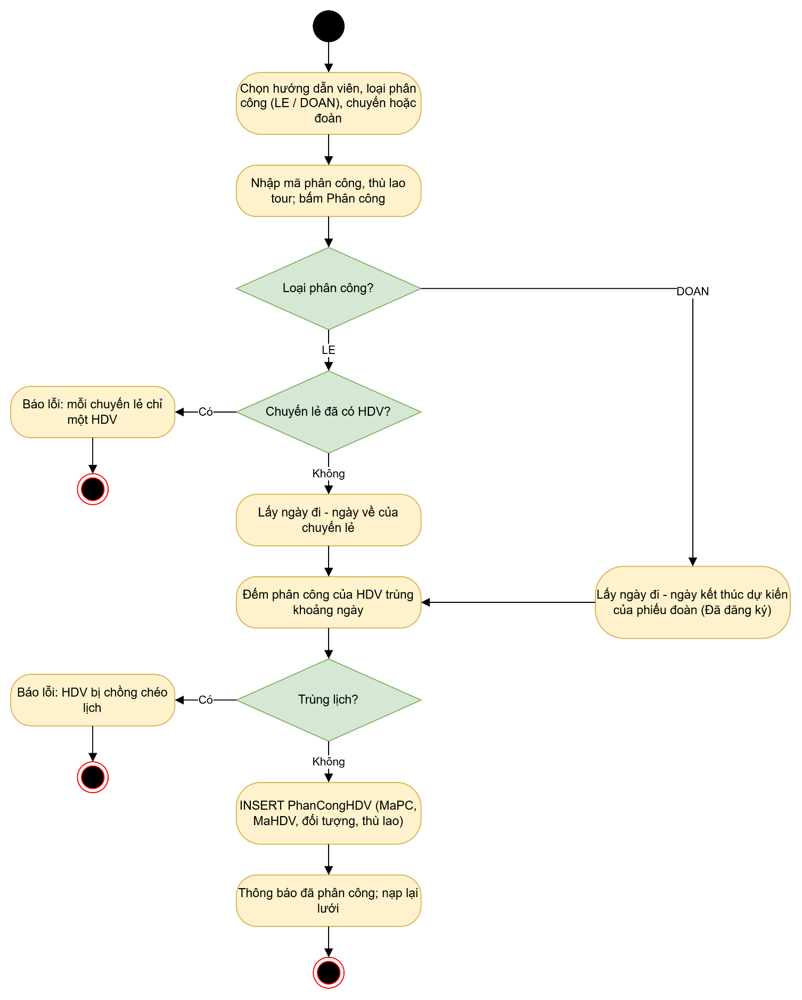 Chọn hướng dẫn viên, loại phân
công (LE / DOAN), chuyến hoặc
đoàn
Nhập mã phân công, thù lao
tour; bấm Phân công
Loại phân công?
DOAN
LE
Chuyến lẻ đã có HDV?
Có
Báo lỗi: mỗi chuyến lẻ chỉ
một HDV
Không
Lấy ngày đi - ngày về của
chuyến lẻ
Đếm phân công của HDV trùng
khoảng ngày
Lấy ngày đi - ngày kết thúc dự kiến
của phiếu đoàn (Đã đăng ký)
Trùng lịch?
Có
Báo lỗi: HDV bị chồng chéo
lịch
Không
INSERT PhanCongHDV (MaPC,
MaHDV, đối tượng, thù lao)
Thông báo đã phân công; nạp lại
lưới